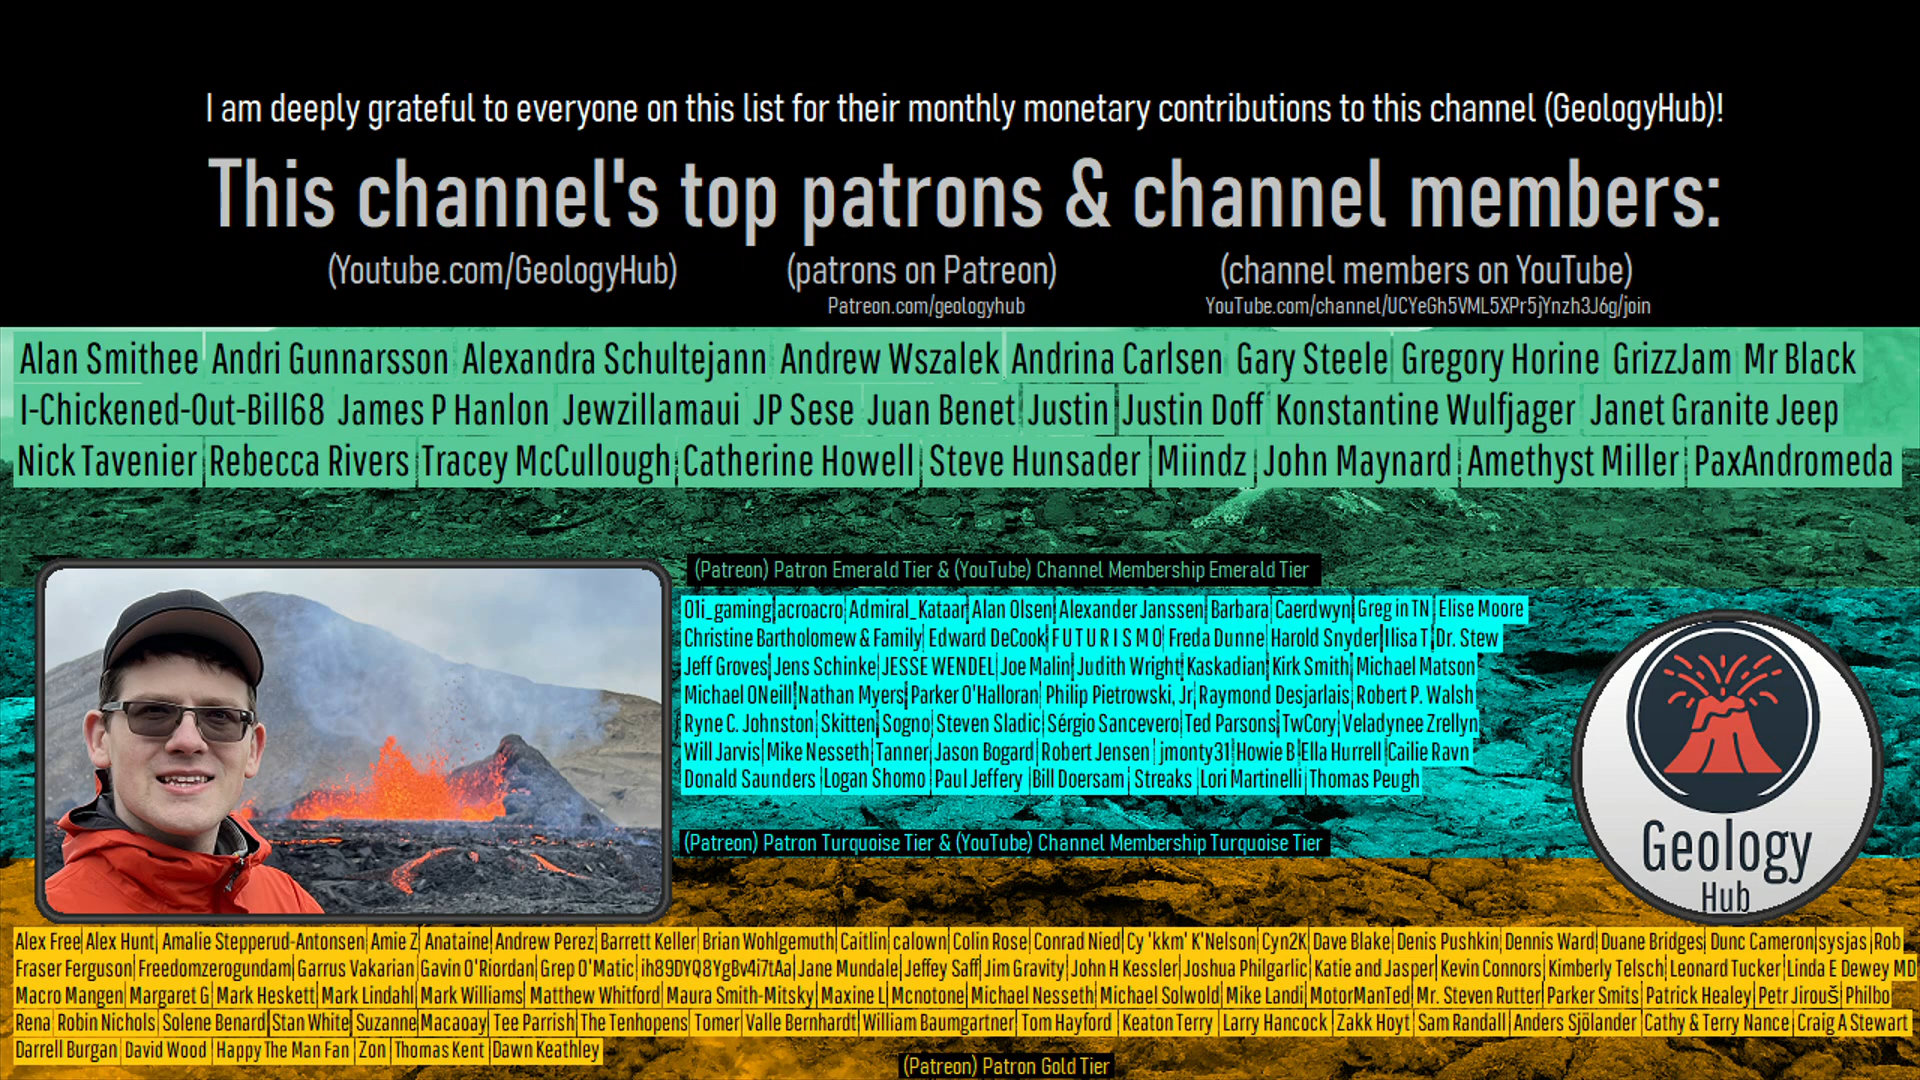 I am deeply grateful to everyone on this list for their monthly monetary contributions to this channel (GeologyHub)!
This channel's top patrons & channel members:
(Youtube.com/GeologyHub) (patrons on Patreon) (channel members on YouTube)
Patreon.com/geologyhub YouTube.com/channel/UCYeGh5VML5XPr5jYnzh3J6g/join
Alan Smithee Andri Gunnarsson Alexandra Schultejann Andrew Wszalek Andrina Carlsen Gary Steele Gregory Horine GrizzJam Mr Black
I-Chickened-Out-Bill68 James P Hanlon Jewzillamaui JP Sese Juan Benet Justin Justin Doff Konstantine Wulfjager Janet Granite Jeep
Nick Tavenier Rebecca Rivers Tracey McCullough Catherine Howell Steve Hunsader Miindz John Maynard Amethyst Miller PaxAndromeda
(Patreon) Patron Emerald Tier & (YouTube) Channel Membership Emerald Tier
01i_gaming acroacro Admiral_Kataar Alan Olsen Alexander Janssen Barbara Caerdwyn Greg in TN Elise Moore
Christine Bartholomew & Family Edward DeCook F U T U R I S M O Freda Dunne Harold Snyder Ilisa T Dr. Stew
Jeff Groves Jens Schinke JESSE WENDEL Joe Malin Judith Wright Kaskadian Kirk Smith Michael Matson
Michael ONeill Nathan Myers Parker O'Halloran Philip Pietrowski, Jr Raymond Desjarlais Robert P. Walsh
Ryne C. Johnston Skitten Sogno Steven Sladic Sérgio Sancevero Ted Parsons TwCory Veladynee Zrellyn
Will Jarvis Mike Nesseth Tanner Jason Bogard Robert Jensen jmonty31 Howie B Ella Hurrell Cailie Ravn
Donald Saunders Logan Shomo Paul Jeffery Bill Doersam Streaks Lori Martinelli Thomas Peugh
(Patreon) Patron Turquoise Tier & (YouTube) Channel Membership Turquoise Tier
Geology
Hub
Alex Free Alex Hunt Amalie Stepperud-Antonsen Amie Z Anataine Andrew Perez Barrett Keller Brian Wohlgemuth Caitlin calown Colin Rose Conrad Nied Cy 'kkm' K'Nelson Cyn2K Dave Blake Denis Pushkin Dennis Ward Duane Bridges Dunc Cameron sysjas Rob
Fraser Ferguson Freedomzerogundam Garrus Vakarian Gavin O'Riordan Grep O'Matic ih89DYQ8YgBv4i7tAa Jane Mundale Jeffey Saff Jim Gravity John H Kessler Joshua Philgarlic Katie and Jasper Kevin Connors Kimberly Telsch Leonard Tucker Linda E Dewey MD
Macro Mangen Margaret G Mark Heskett Mark Lindahl Mark Williams Matthew Whitford Maura Smith-Mitsky Maxine L Mcnotone Michael Nesseth Michael Solwold Mike Landi MotorManTed Mr. Steven Rutter Parker Smits Patrick Healey Petr Jirouš Philbo
Rena Robin Nichols Solene Benard Stan White Suzanne Macaoay Tee Parrish The Tenhopens Tomer Valle Bernhardt William Baumgartner Tom Hayford Keaton Terry Larry Hancock Zakk Hoyt Sam Randall Anders Sjölander Cathy & Terry Nance Craig A Stewart
Darrell Burgan David Wood Happy The Man Fan Zon Thomas Kent Dawn Keathley
(Patreon) Patron Gold Tier